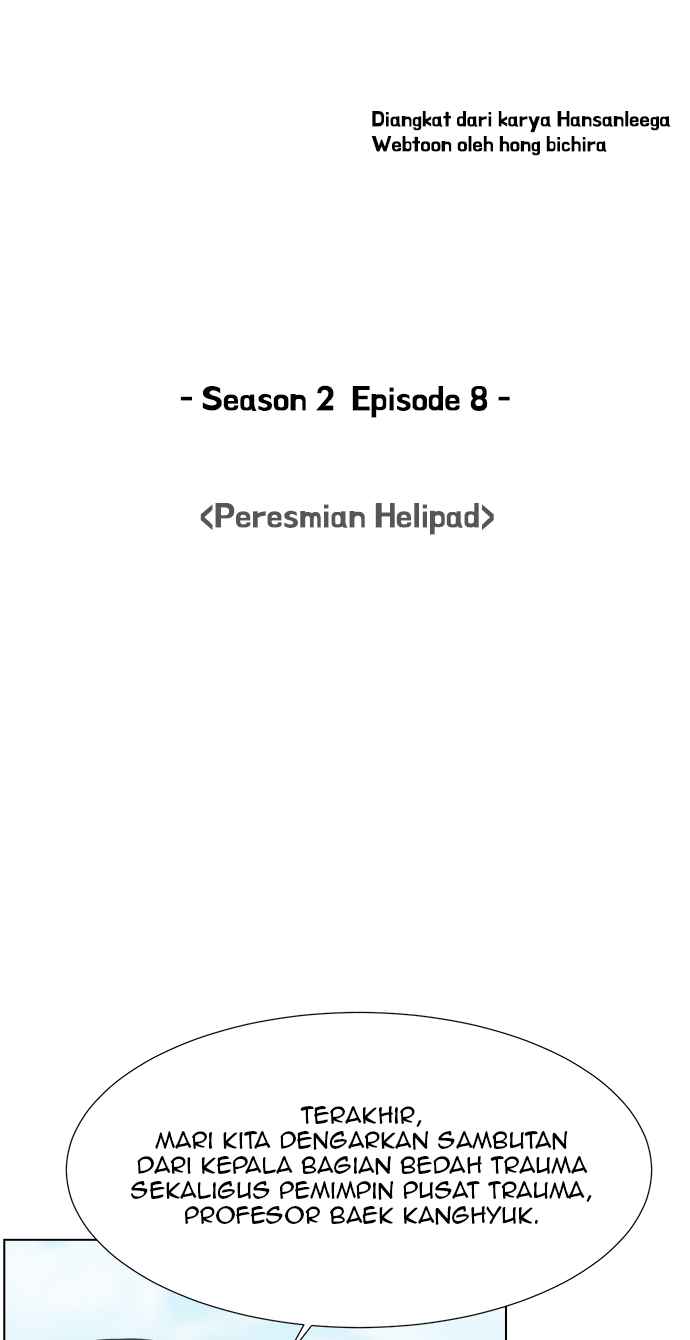 Diangkat dari karya Hansanleega
Webtoon oleh hong bichira
- Season 2 Episode 8 -
<Peresmian Helipad>
TERAKHIR,
MARI KITA DENGARKAN SAMBUTAN
DARI KEPALA BAGIAN BEDAH TRAUMA
SEKALIGUS PEMIMPIN PUSAT TRAUMA,
PROFESOR BAEK KANGHYUK.